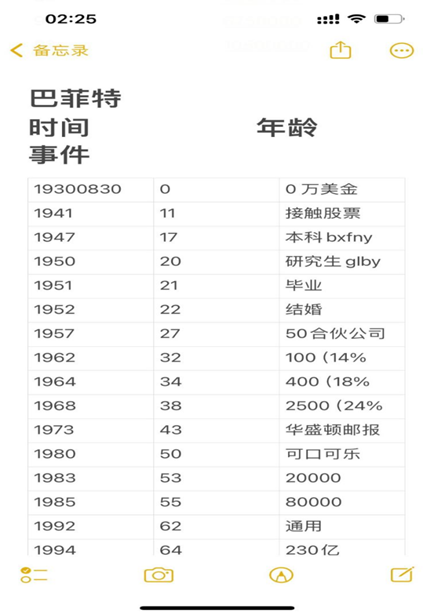 02:25
备忘录
巴菲特
时间 年龄
事件
19300830 0 0 万美金
1941 11 接触股票
1947 17 本科 bxfny
1950 20 研究生 glby
1951 21 毕业
1952 22 结婚
1957 27 50 合伙公司
1962 32 100（14%
1964 34 400（18%
1968 38 2500（24%
1973 43 华盛顿邮报
1980 50 可口可乐
1983 53 20000
1985 55 80000
1992 62 通用
1994 64 230 亿